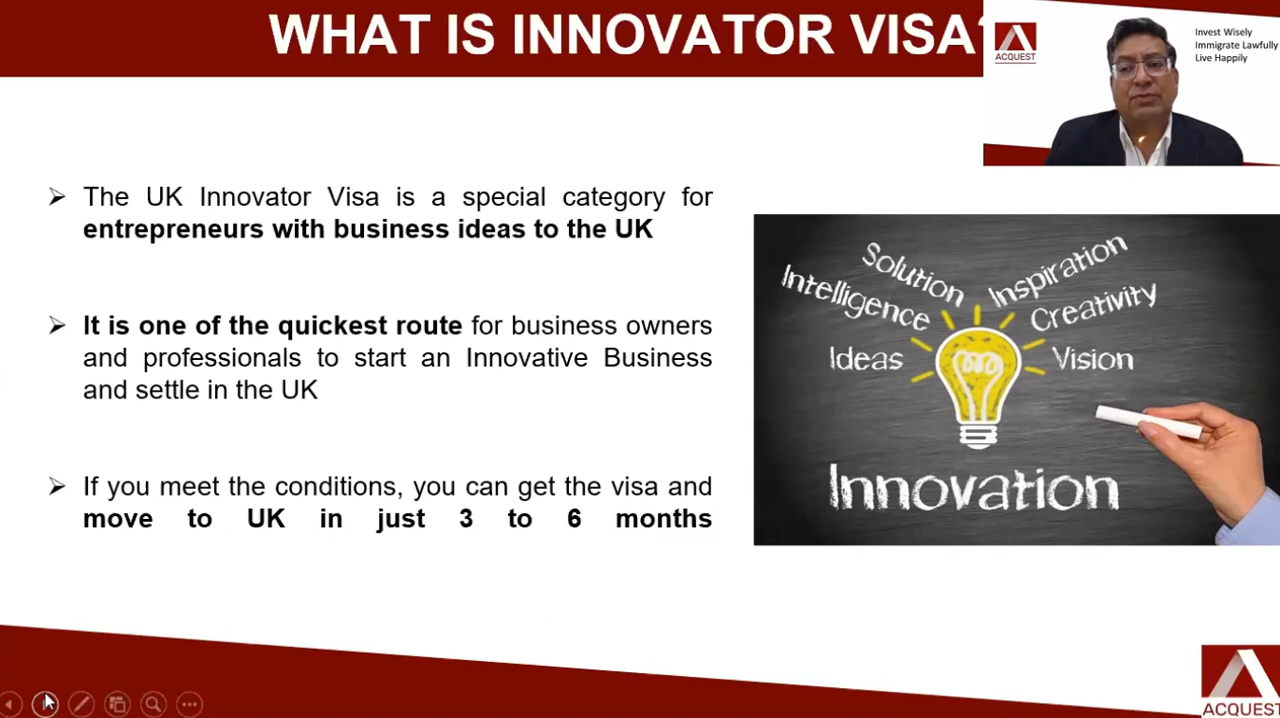 WHAT IS INNOVATOR VISA?
ACQUEST
Invest Wisely
Immigrate Lawfully
Live Happily
The UK Innovator Visa is a special category for
entrepreneurs with business ideas to the UK
It is one of the quickest route for business owners
and professionals to start an Innovative Business
and settle in the UK
If you meet the conditions, you can get the visa and
move to UK in just 3 to 6 months
Solution
Inspiration
Intelligence
Creativity
Ideas
Vision
Innovation
ACQUEST